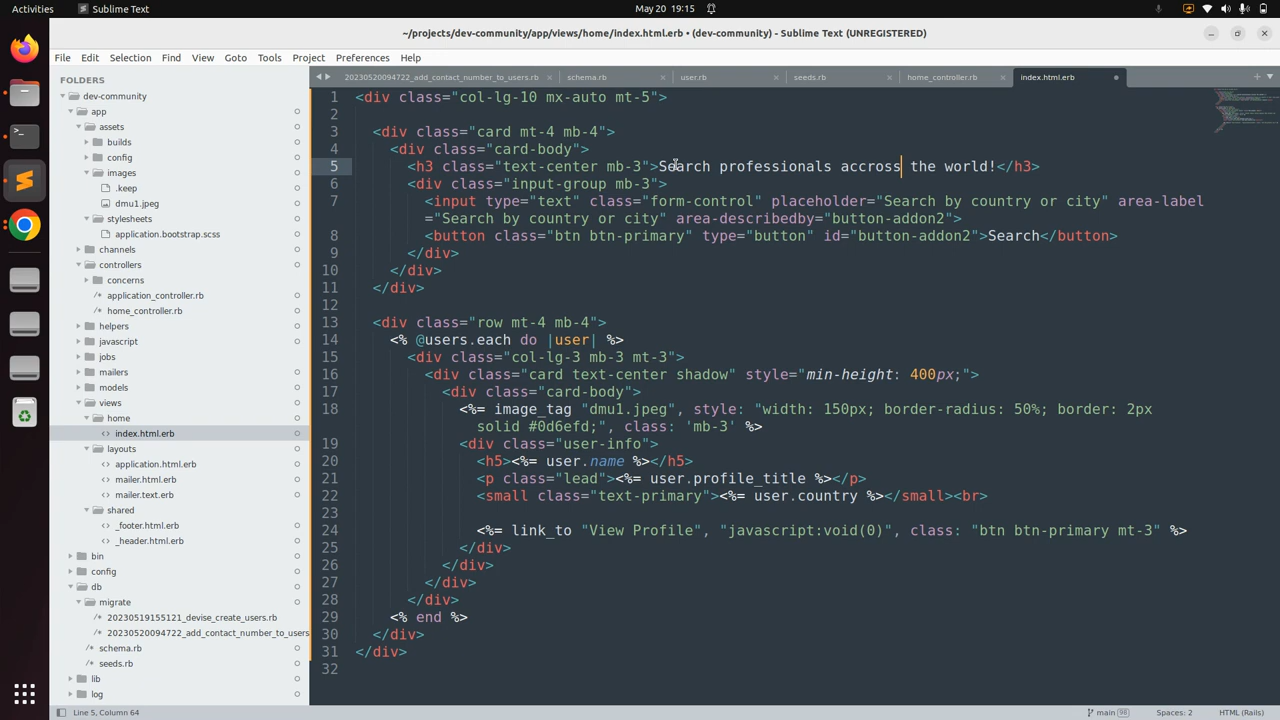 Activities
Sublime Text
May 20 19:15
~/projects/dev-community/app/views/home/index.html.erb • (dev-community) - Sublime Text (UNREGISTERED)
File Edit Selection Find View Goto Tools Project Preferences Help
FOLDERS
dev-community
app
assets
builds
config
images
.keep
dmu1.jpeg
stylesheets
application.bootstrap.scss
channels
controllers
concerns
application_controller.rb
home_controller.rb
helpers
javascript
jobs
mailers
models
views
home
index.html.erb
layouts
application.html.erb
mailer.html.erb
mailer.text.erb
shared
_footer.html.erb
_header.html.erb
bin
config
db
migrate
20230519155121_devise_create_users.rb
20230520094722_add_contact_number_to_users
schema.rb
seeds.rb
lib
log
20230520094722_add_contact_number_to_users.rb
schema.rb
user.rb
seeds.rb
home_controller.rb
index.html.erb
1 <div class="col-lg-10 mx-auto mt-5">
2
3 <div class="card mt-4 mb-4">
4 <div class="card-body">
5 <h3 class="text-center mb-3">Search professionals accross the world!</h3>
6 <div class="input-group mb-3">
7 <input type="text" class="form-control" placeholder="Search by country or city" area-label
="Search by country or city" area-describedby="button-addon2">
8 <button class="btn btn-primary" type="button" id="button-addon2">Search</button>
9 </div>
10 </div>
11 </div>
12
13 <div class="row mt-4 mb-4">
14 <% @users.each do |user| %>
15 <div class="col-lg-3 mb-3 mt-3">
16 <div class="card text-center shadow" style="min-height: 400px;">
17 <div class="card-body">
18 <%= image_tag "dmu1.jpeg", style: "width: 150px; border-radius: 50%; border: 2px
solid #0d6efd;", class: 'mb-3' %>
19 <div class="user-info">
20 <h5><%= user.name %></h5>
21 <p class="lead"><%= user.profile_title %></p>
22 <small class="text-primary"><%= user.country %></small><br>
23
24 <%= link_to "View Profile", "javascript:void(0)", class: "btn btn-primary mt-3" %>
25 </div>
26 </div>
27 </div>
28 </div>
29 <% end %>
30 </div>
31 </div>
32
Line 5, Column 64
main 98
Spaces: 2
HTML (Rails)